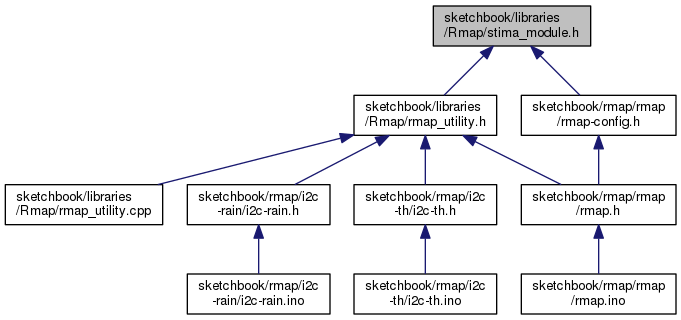 sketchbook/libraries
/Rmap/stima_module.h
sketchbook/libraries
/Rmap/rmap_utility.h
sketchbook/rmap/rmap
/rmap-config.h
sketchbook/libraries
/Rmap/rmap_utility.cpp
sketchbook/rmap/i2c
-rain/i2c-rain.h
sketchbook/rmap/i2c
-th/i2c-th.h
sketchbook/rmap/rmap
/rmap.h
sketchbook/rmap/i2c
-rain/i2c-rain.ino
sketchbook/rmap/i2c
-th/i2c-th.ino
sketchbook/rmap/rmap
/rmap.ino